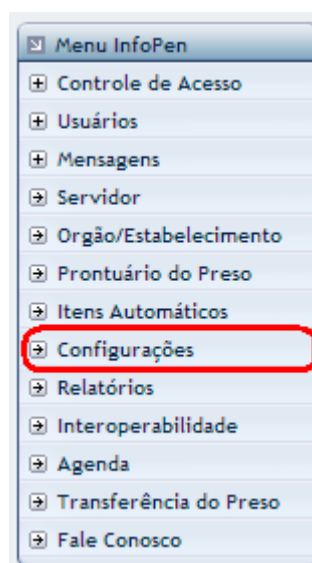 Menu InfoPen
Controle de Acesso
Usuários
Mensagens
Servidor
Orgão/Estabelecimento
Prontuário do Preso
Itens Automáticos
Configurações
Relatórios
Interoperabilidade
Agenda
Transferência do Preso
Fale Conosco